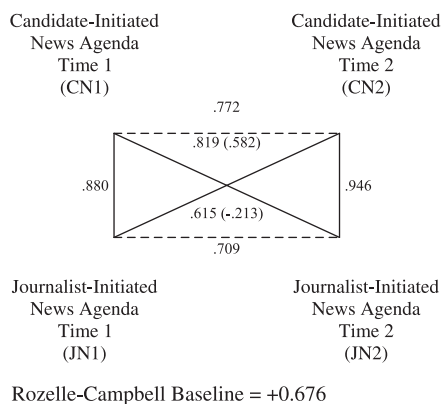 Candidate-Initiated
News Agenda
Time 1
(CN1)
Candidate-Initiated
News Agenda
Time 2
(CN2)
.772
.819 (.582)
.880
.946
.615 (-.213)
.709
Journalist-Initiated
News Agenda
Time 1
(JN1)
Journalist-Initiated
News Agenda
Time 2
(JN2)
Rozelle-Campbell Baseline = +0.676